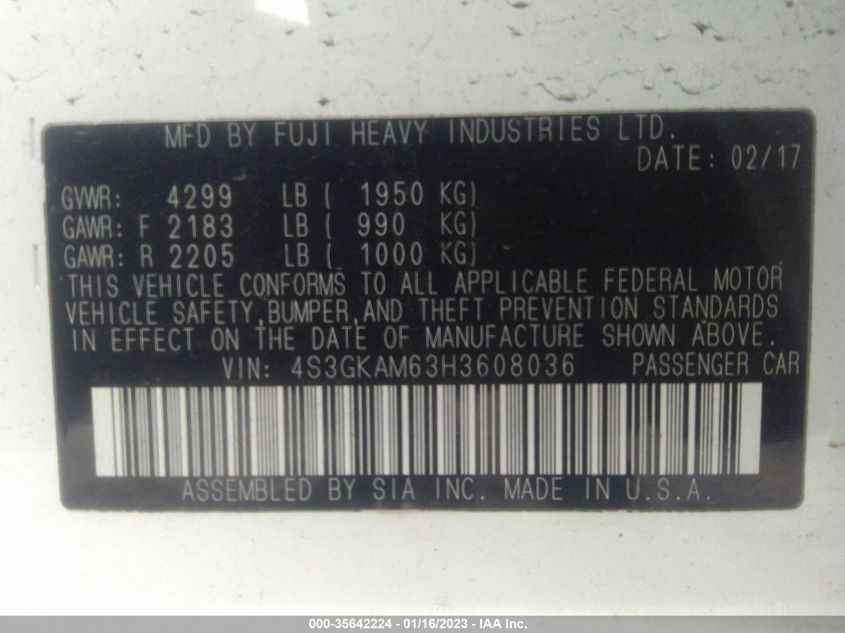 MFD BY FUJI HEAVY INDUSTRIES LTD.
DATE: 02/17
GVWR: 4299 LB ( 1950 KG)
GAWR: F 2183 LB ( 990 KG)
GAWR: R 2205 LB ( 1000 KG)
THIS VEHICLE CONFORMS TO ALL APPLICABLE FEDERAL MOTOR
VEHICLE SAFETY,BUMPER,AND THEFT PREVENTION STANDARDS
IN EFFECT ON THE DATE OF MANUFACTURE SHOWN ABOVE.
VIN: 4S3GKAM63H3608036 PASSENGER CAR
ASSEMBLED BY SIA INC. MADE IN U.S.A.
000-35642224 - 01/16/2023 - IAA Inc.